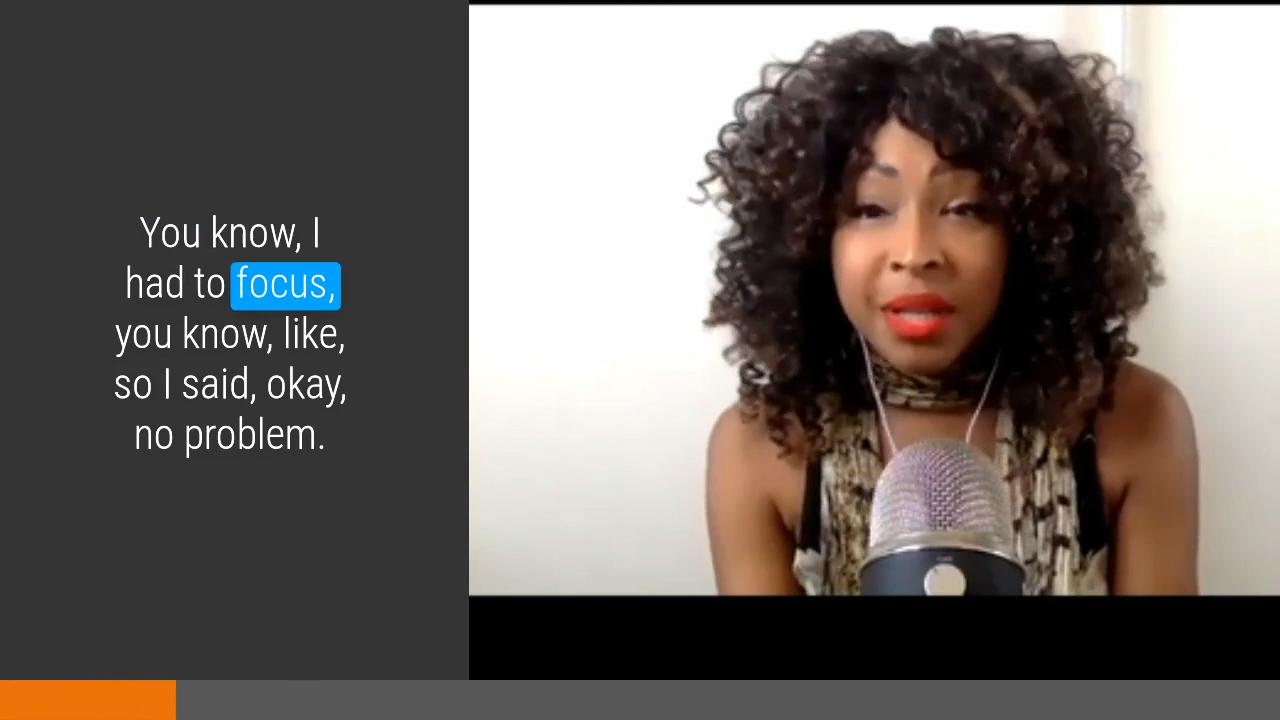 You know, I
had to focus,
you know, like,
so I said, okay,
no problem.